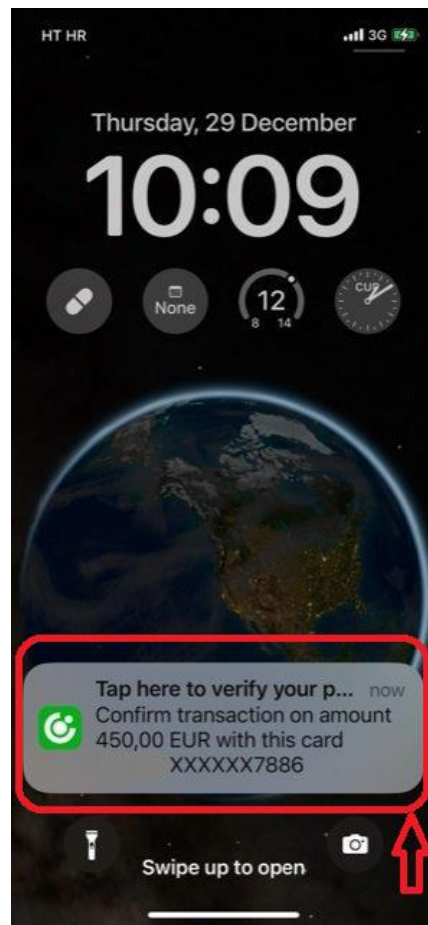 HT HR
3G
Thursday, 29 December
10:09
None
12
8 14
CUP
Tap here to verify your p... now
Confirm transaction on amount
450,00 EUR with this card
XXXXXX7886
Swipe up to open